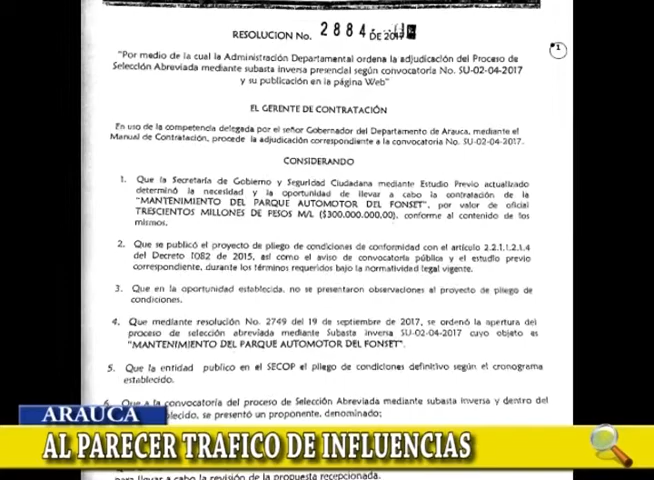 RESOLUCION No. 2884 DE 2017
"Por medio de la cual la Administración Departamental ordena la adjudicación del Proceso de
Selección Abreviada mediante subasta inversa presencial según convocatoria No. SU-02-04-2017
y su publicación en la página Web"
EL GERENTE DE CONTRATACIÓN
En uso de la competencia delegada por el señor Gobernador del Departamento de Arauca, mediante el
Manual de Contratación, procede la adjudicación correspondiente a la convocatoria No. SU-02-04-2017.
CONSIDERANDO
1. Que la Secretaría de Gobierno y Seguridad Ciudadana mediante Estudio Previo actualizado
determinó la necesidad y la oportunidad de llevar a cabo la contratación de la
"MANTENIMIENTO DEL PARQUE AUTOMOTOR DEL FONSET", por valor de oficial
TRESCIENTOS MILLONES DE PESOS M/L ($300.000.000,00), conforme al contenido de los
mismos.
2. Que se publicó el proyecto de pliego de condiciones de conformidad con el artículo 2.2.1.1.2.1.4
del Decreto 1082 de 2015, así como el aviso de convocatoria pública y el estudio previo
correspondiente, durante los términos requeridos bajo la normatividad legal vigente.
3. Que en la oportunidad establecida, no se presentaron observaciones al proyecto de pliego de
condiciones.
4. Que mediante resolución No. 2749 del 19 de septiembre de 2017, se ordenó la apertura del
proceso de selección abreviada mediante Subasta inversa SU-02-04-2017 cuyo objeto es
"MANTENIMIENTO DEL PARQUE AUTOMOTOR DEL FONSET".
5. Que la entidad publico en el SECOP el pliego de condiciones definitivo según el cronograma
establecido.
6. Que a la convocatoria del proceso de Selección Abreviada mediante subasta inversa y dentro del
se presentó un proponente, denominado;
ARAUCA
AL PARECER TRAFICO DE INFLUENCIAS
para llevar a cabo la revisión de la propuesta recepcionada.